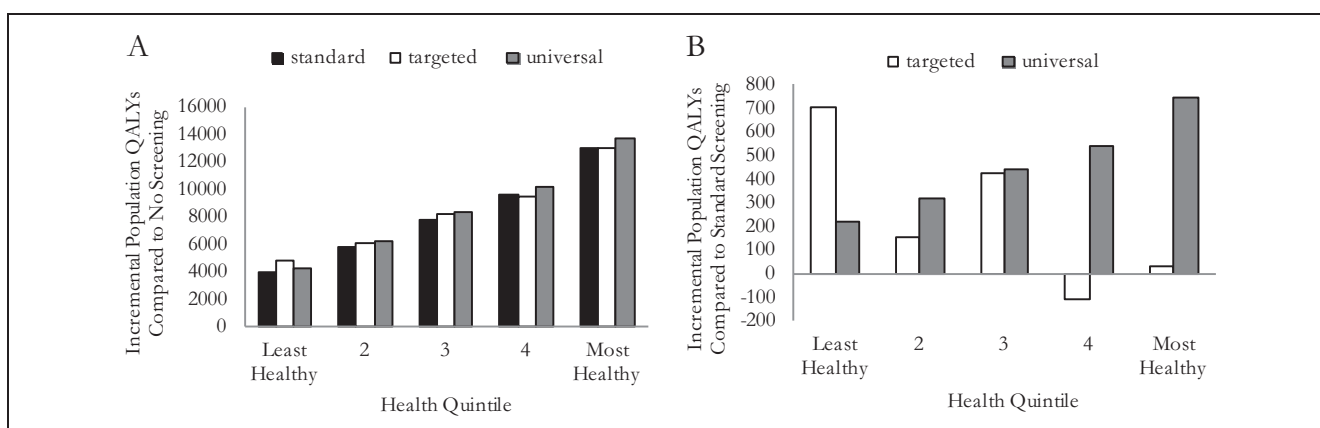 A
standard targeted universal
Incremental Population QALYs
Compared to No Screening
16000
14000
12000
10000
8000
6000
4000
2000
0
Least
Healthy
2
3
4
Most
Healthy
Health Quintile
B
targeted universal
Incremental Population QALYs
Compared to Standard Screening
800
700
600
500
400
300
200
100
0
-100
-200
Least
Healthy
2
3
4
Most
Healthy
Health Quintile